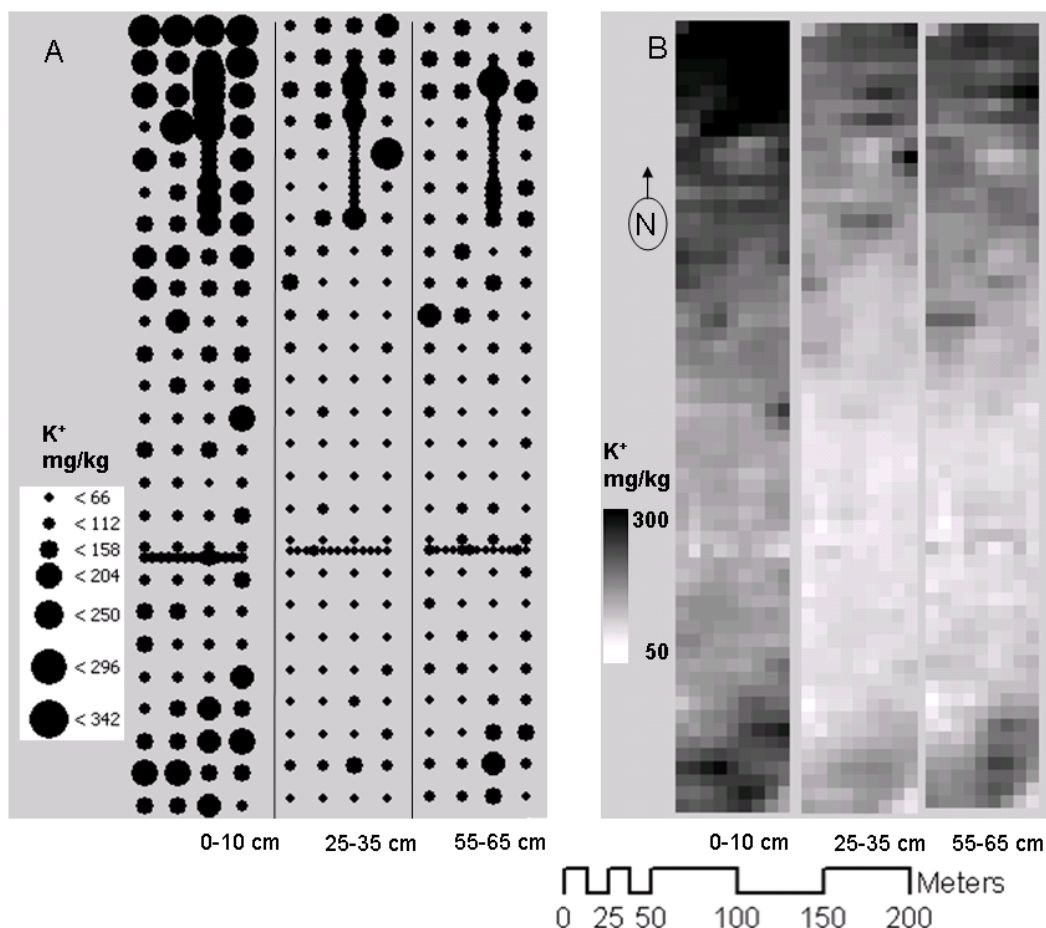 A
K+
mg/kg
< 66
< 112
< 158
< 204
< 250
< 296
< 342
0-10 cm
25-35 cm
55-65 cm
B
N
K+
mg/kg
300
50
0-10 cm
25-35 cm
55-65 cm
Meters
0 25 50 100 150 200